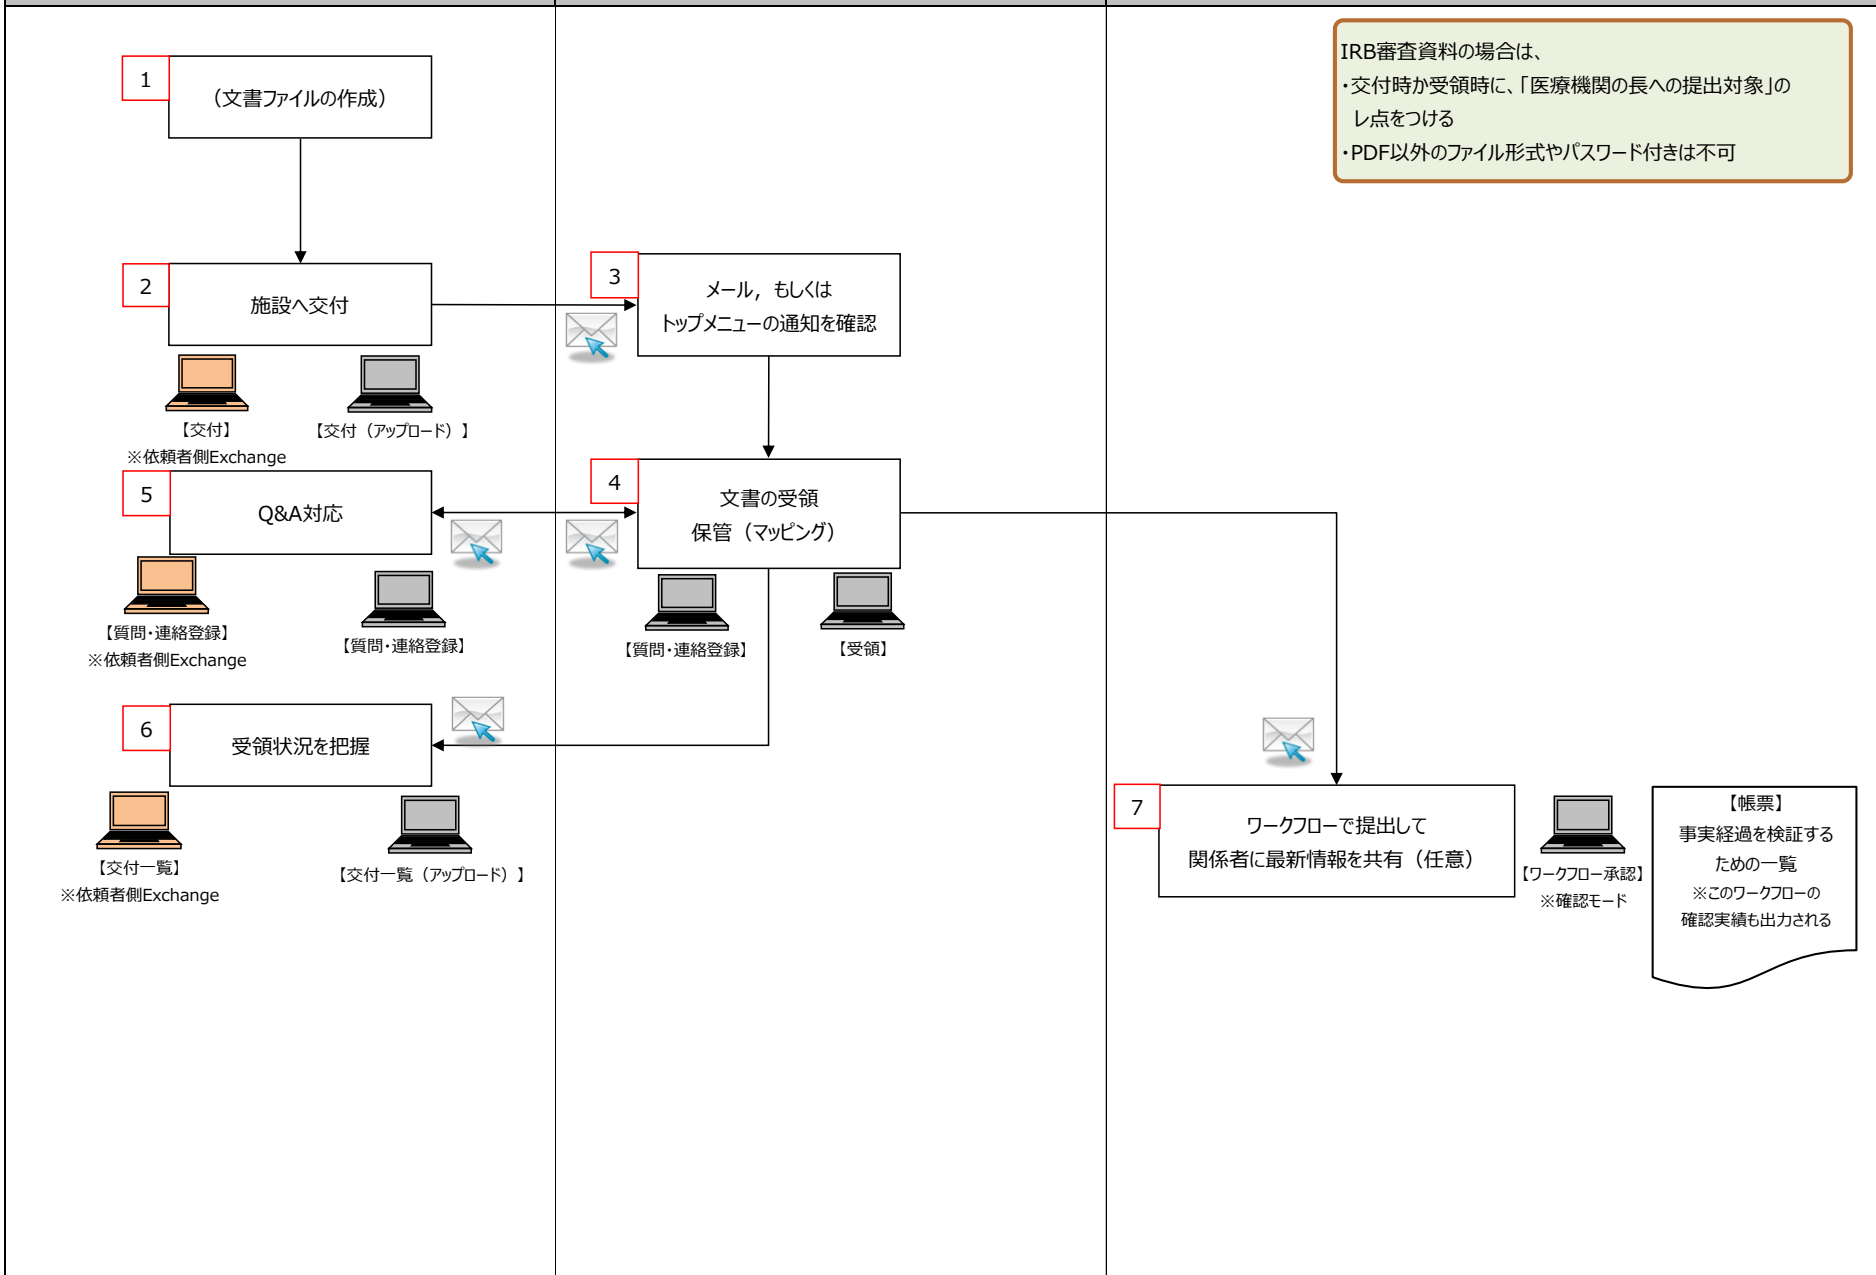 IRB審査資料の場合は、
・交付時か受領時に、「医療機関の長への提出対象」の
レ点をつける
・PDF以外のファイル形式やパスワード付きは不可
1
（文書ファイルの作成）
2
施設へ交付
【交付】
※依頼者側Exchange
【交付（アップロード）】
3
メール，もしくは
トップメニューの通知を確認
4
文書の受領
保管（マッピング）
【質問・連絡登録】
【受領】
5
Q&A対応
【質問・連絡登録】
※依頼者側Exchange
【質問・連絡登録】
6
受領状況を把握
【交付一覧】
※依頼者側Exchange
【交付一覧（アップロード）】
7
ワークフローで提出して
関係者に最新情報を共有（任意）
【ワークフロー承認】
※確認モード
【帳票】
事実経過を検証する
ための一覧
※このワークフローの
確認実績も出力される